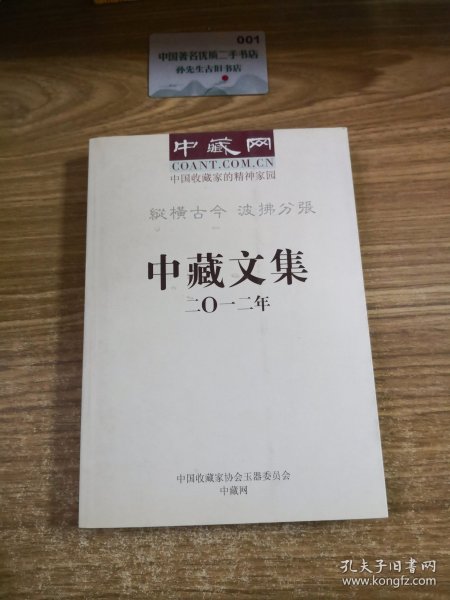 001
中国著名优质二手书店
孙先生古旧书店
中藏网
COANT.COM.CN
中国收藏家的精神家园
縱橫古今 波拂分張
中藏文集
二〇一二年
中国收藏家协会玉器委员会
中藏网
孔夫子旧书网
www.kongfz.com